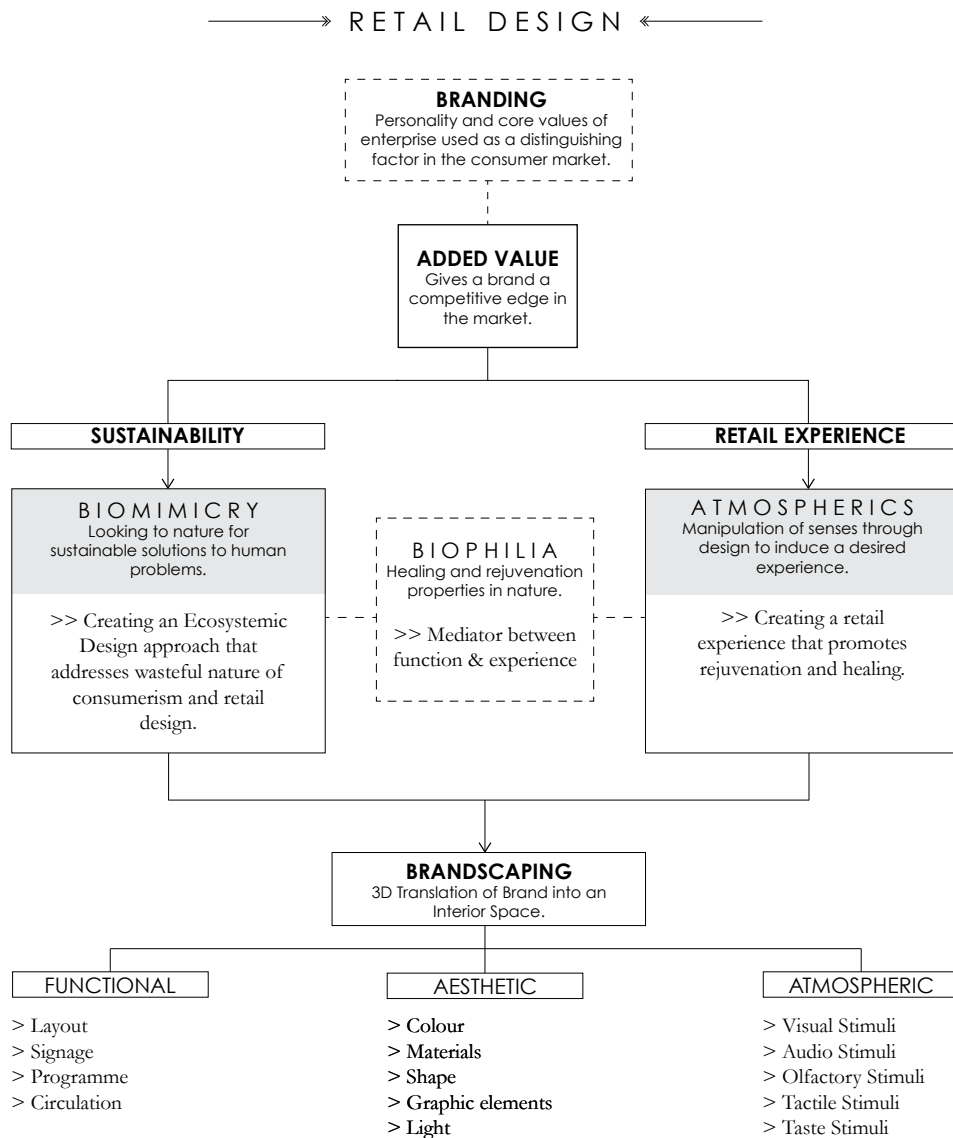 RETAIL DESIGN
BRANDING
Personality and core values of
enterprise used as a distinguishing
factor in the consumer market.
ADDED VALUE
Gives a brand a
competitive edge in
the market.
SUSTAINABILITY
RETAIL EXPERIENCE
BIOMIMICRY
Looking to nature for
sustainable solutions to human
problems.
>> Creating an Ecosystemic
Design approach that
addresses wasteful nature of
consumerism and retail
design.
BIOPHILIA
Healing and rejuvenation
properties in nature.
>> Mediator between
function & experience
ATMOSPHERICS
Manipulation of senses through
design to induce a desired
experience.
>> Creating a retail
experience that promotes
rejuvenation and healing.
BRANDSCAPING
3D Translation of Brand into an
Interior Space.
FUNCTIONAL
> Layout
> Signage
> Programme
> Circulation
AESTHETIC
> Colour
> Materials
> Shape
> Graphic elements
> Light
ATMOSPHERIC
> Visual Stimuli
> Audio Stimuli
> Olfactory Stimuli
> Tactile Stimuli
> Taste Stimuli